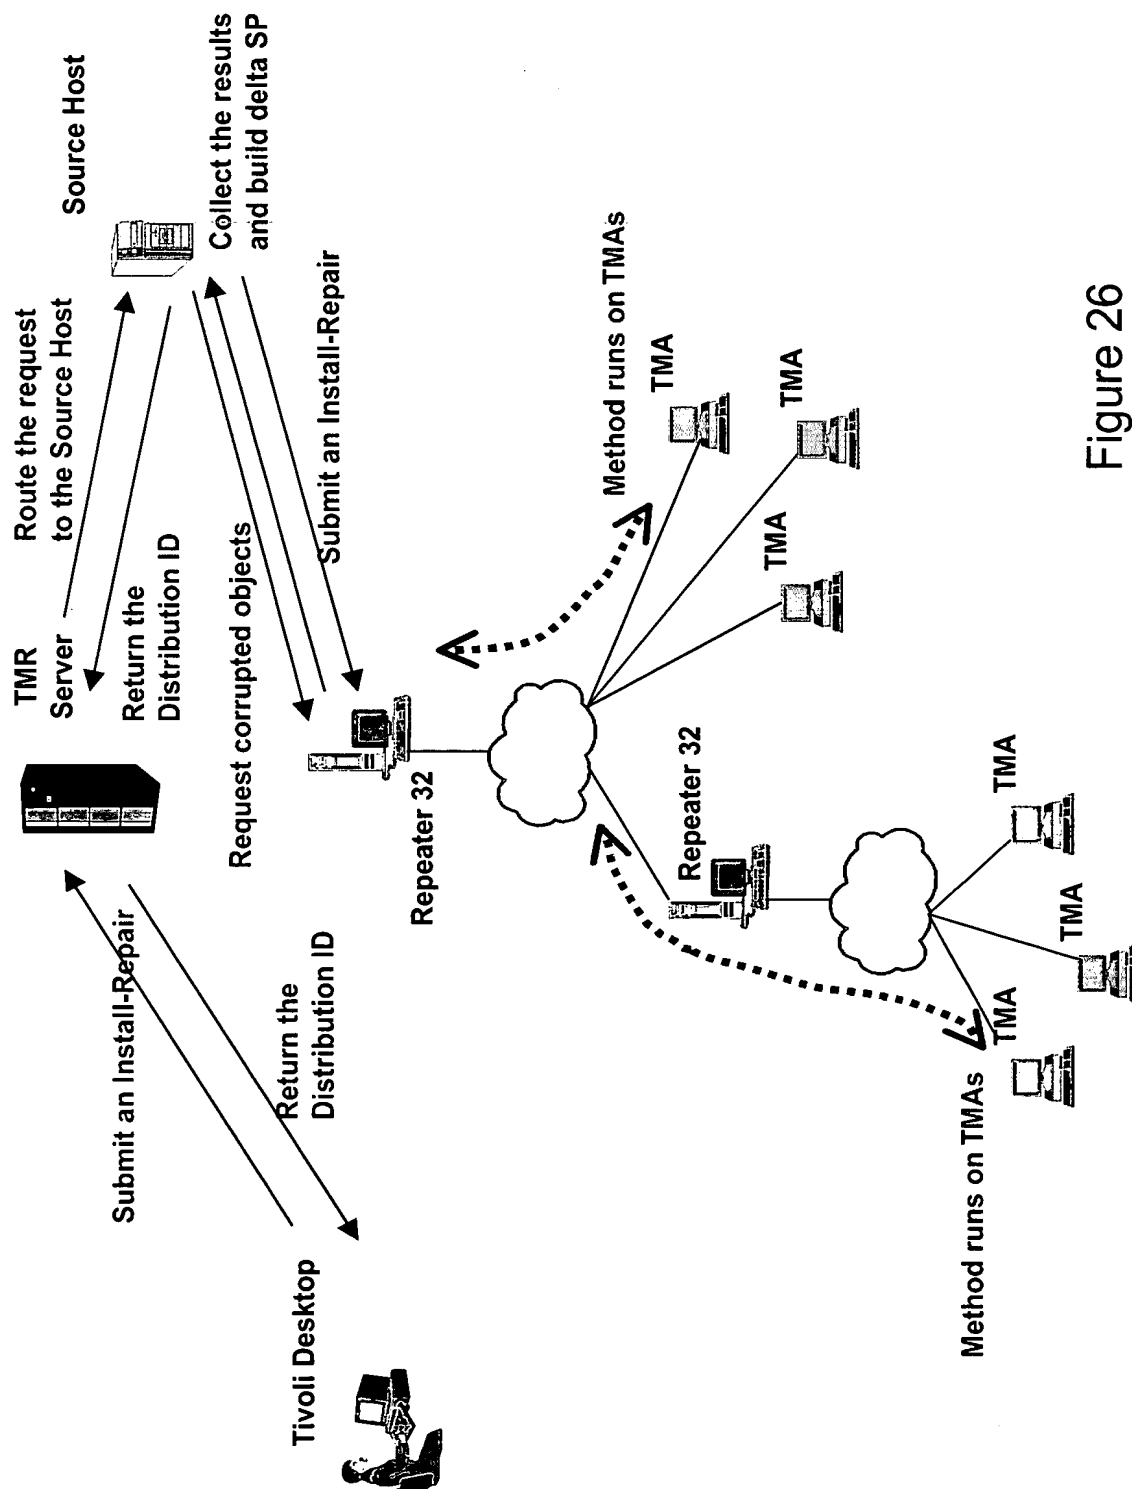 TMR
Server
Route the request
to the Source Host
Source Host
Submit an Install-Repair
Return the
Distribution ID
Collect the results
and build delta SP
Tivoli Desktop
Return the
Distribution ID
Request corrupted objects
Submit an Install-Repair
Repeater 32
Method runs on TMAs
TMA
TMA
TMA
Repeater 32
Method runs on TMAs
TMA
TMA
TMA
Figure 26